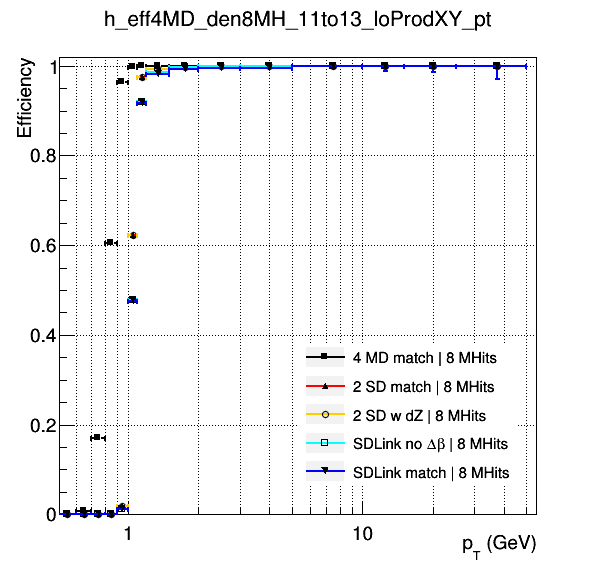 h_eff4MD_den8MH_11to13_loProdXY_pt
Efficiency
1
0.8
0.6
0.4
0.2
0
4 MD match | 8 MHits
2 SD match | 8 MHits
2 SD w dZ | 8 MHits
SDLink no Δβ | 8 MHits
SDLink match | 8 MHits
1
10
p_T (GeV)